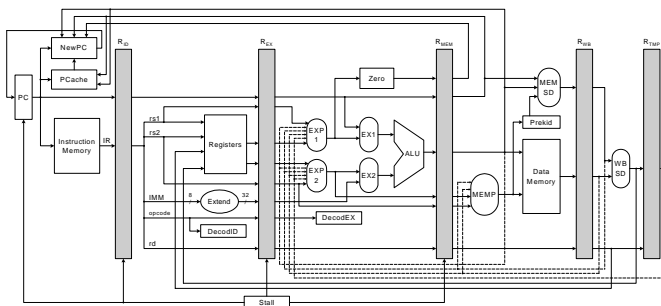 R_ID
R_EX
R_MEM
R_WB
R_TMP
NewPC
PCache
PC
Zero
MEM
SD
Instruction
Memory
IR
rs1
rs2
Registers
EXP
1
EX1
ALU
Prekid
EXP
2
EX2
MEMP
Data
Memory
WB
SD
IMM
8
Extend
32
opcode
DecodID
DecodEX
rd
Stall